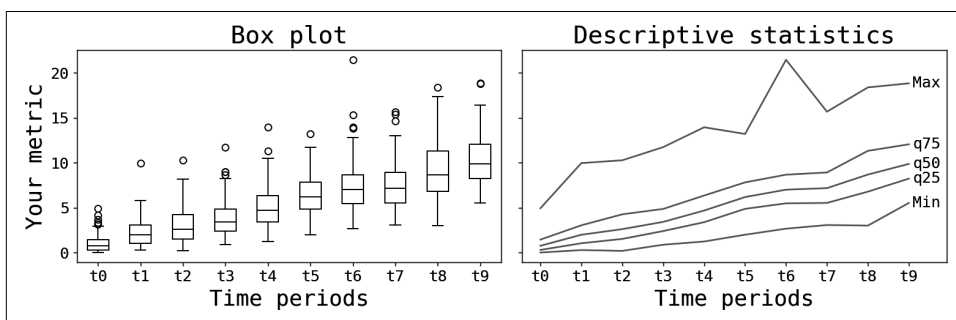 Box plot
Your metric
20
15
10
5
0
t0 t1 t2 t3 t4 t5 t6 t7 t8 t9
Time periods
Descriptive statistics
Max
q75
q50
q25
Min
t0 t1 t2 t3 t4 t5 t6 t7 t8 t9
Time periods